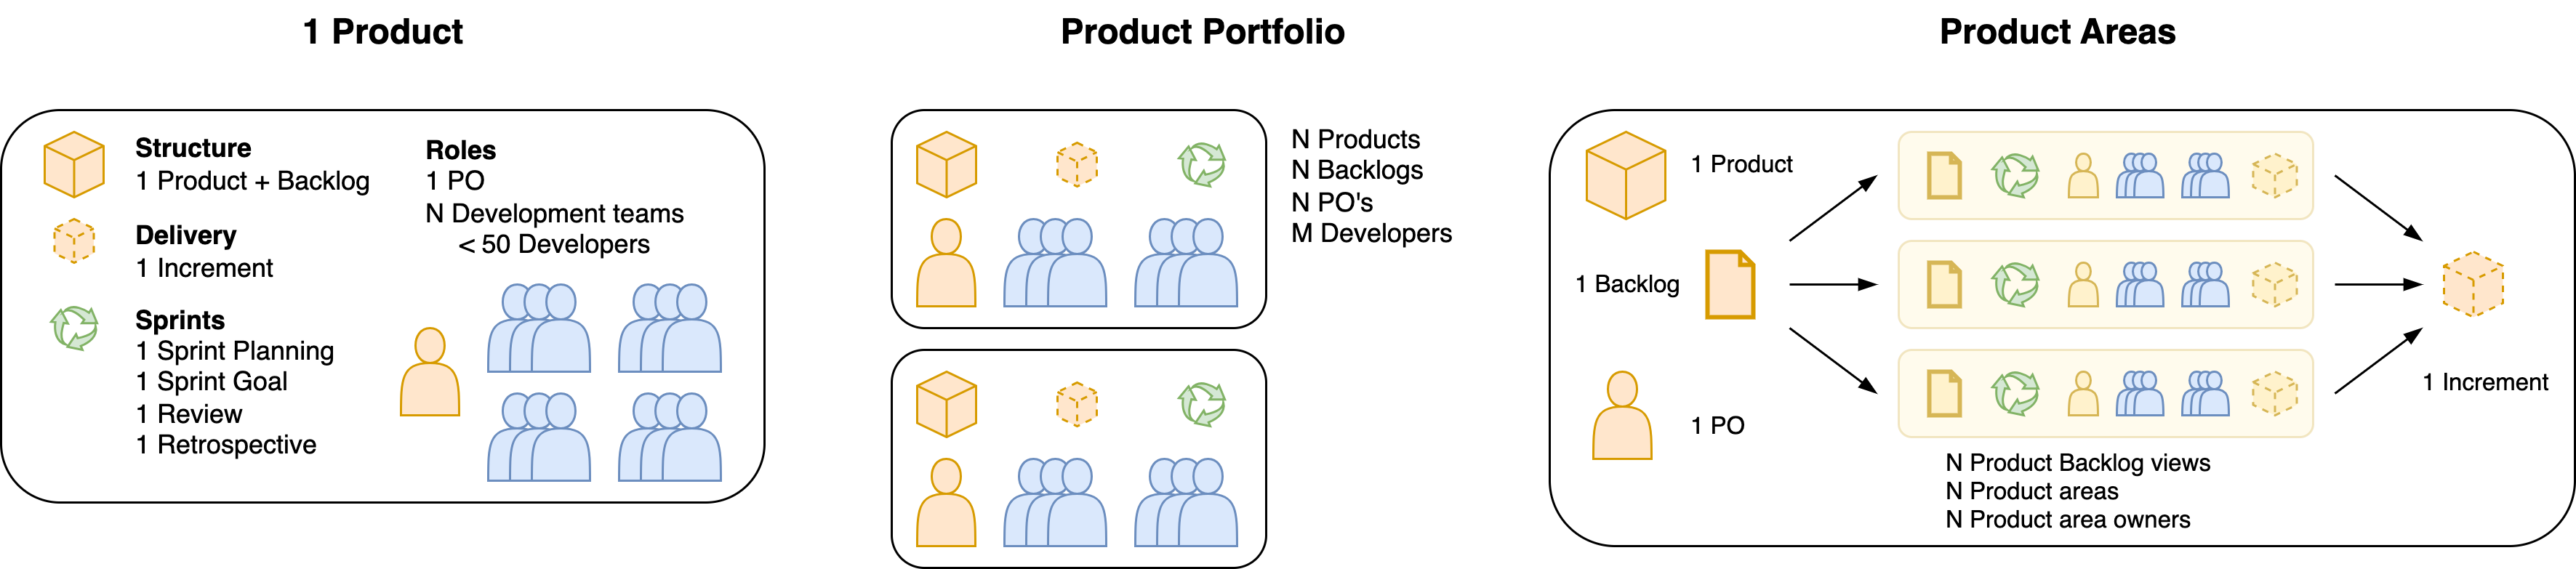 1 Product
Structure
1 Product + Backlog
Delivery
1 Increment
Sprints
1 Sprint Planning
1 Sprint Goal
1 Review
1 Retrospective
Roles
1 PO
N Development teams
< 50 Developers
Product Portfolio
N Products
N Backlogs
N PO's
M Developers
Product Areas
1 Product
1 Backlog
1 PO
N Product Backlog views
N Product areas
N Product area owners
1 Increment